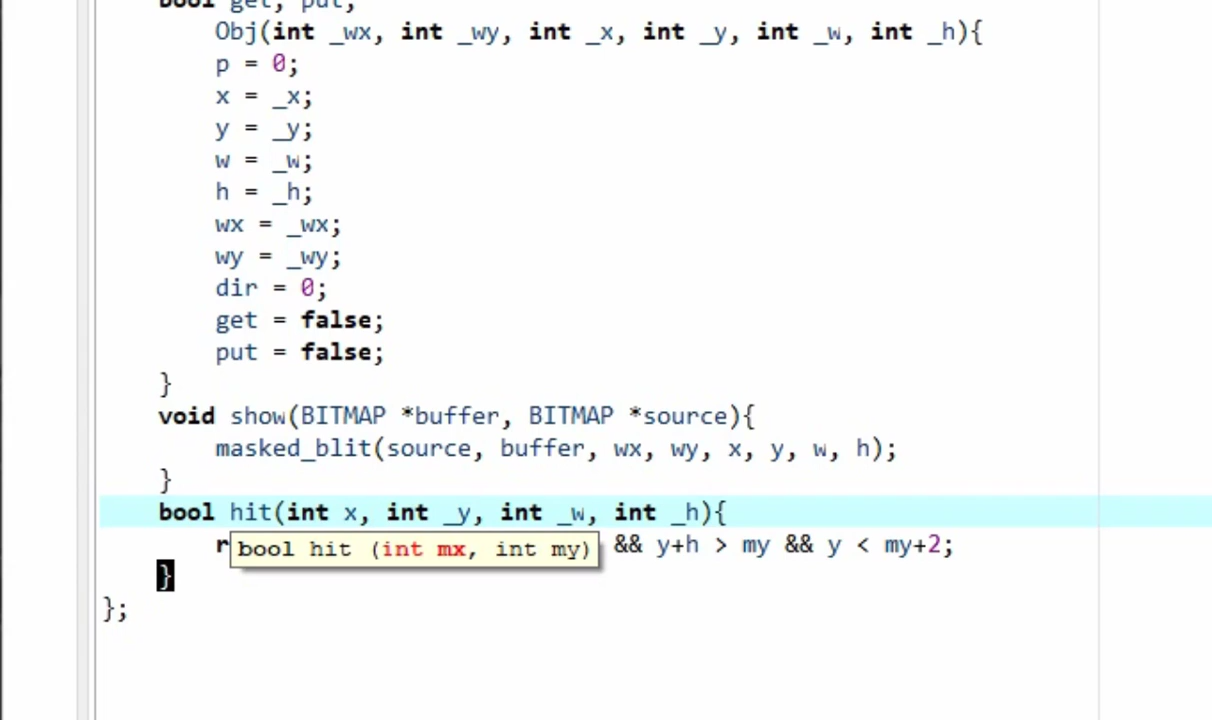 bool get, put;
Obj(int _wx, int _wy, int _x, int _y, int _w, int _h){
p = 0;
x = _x;
y = _y;
w = _w;
h = _h;
wx = _wx;
wy = _wy;
dir = 0;
get = false;
put = false;
}
void show(BITMAP *buffer, BITMAP *source){
masked_blit(source, buffer, wx, wy, x, y, w, h);
}
bool hit(int x, int _y, int _w, int _h){
r
bool hit (int mx, int my)
&& y+h > my && y < my+2;
}
};